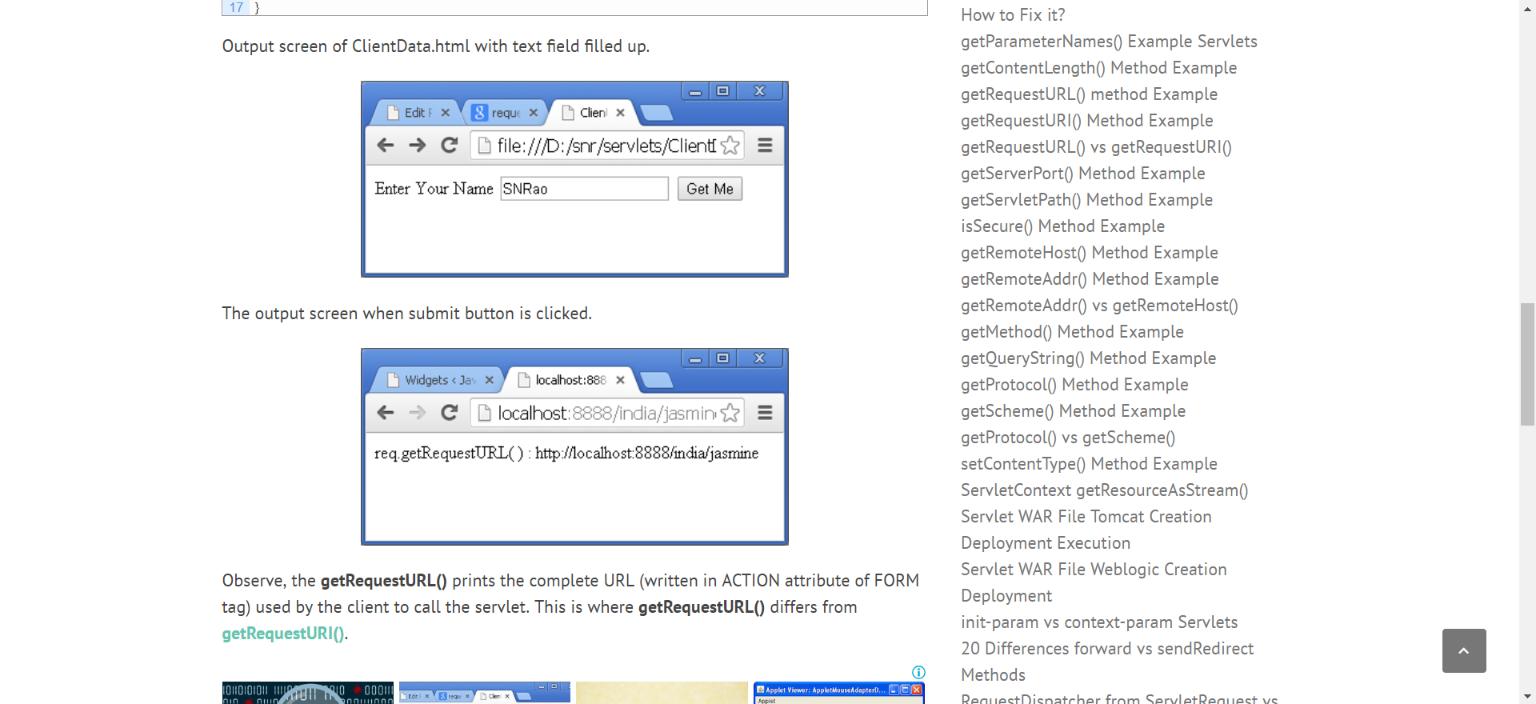 17 }
Output screen of ClientData.html with text field filled up.
Edit
reque
Clien
file:///D:/snr/servlets/Client
Enter Your Name SNRao Get Me
The output screen when submit button is clicked.
Widgets ‹ Jav
localhost:888
localhost:8888/india/jasmin
req.getRequestURL( ) : http://localhost:8888/india/jasmine
Observe, the getRequestURL() prints the complete URL (written in ACTION attribute of FORM
tag) used by the client to call the servlet. This is where getRequestURL() differs from
getRequestURI().
Applet Viewer: AppletMouseAdapterD...
Applet
How to Fix it?
getParameterNames() Example Servlets
getContentLength() Method Example
getRequestURL() method Example
getRequestURI() Method Example
getRequestURL() vs getRequestURI()
getServerPort() Method Example
getServletPath() Method Example
isSecure() Method Example
getRemoteHost() Method Example
getRemoteAddr() Method Example
getRemoteAddr() vs getRemoteHost()
getMethod() Method Example
getQueryString() Method Example
getProtocol() Method Example
getScheme() Method Example
getProtocol() vs getScheme()
setContentType() Method Example
ServletContext getResourceAsStream()
Servlet WAR File Tomcat Creation
Deployment Execution
Servlet WAR File Weblogic Creation
Deployment
init-param vs context-param Servlets
20 Differences forward vs sendRedirect
Methods
RequestDispatcher from ServletRequest vs